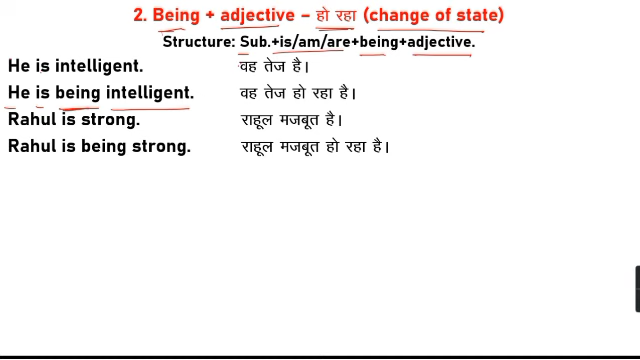 2. Being + adjective – हो रहा (change of state)
Structure: Sub.+is/am/are+being+adjective.
He is intelligent. वह तेज है।
He is being intelligent. वह तेज हो रहा है।
Rahul is strong. राहूल मजबूत है।
Rahul is being strong. राहूल मजबूत हो रहा है।